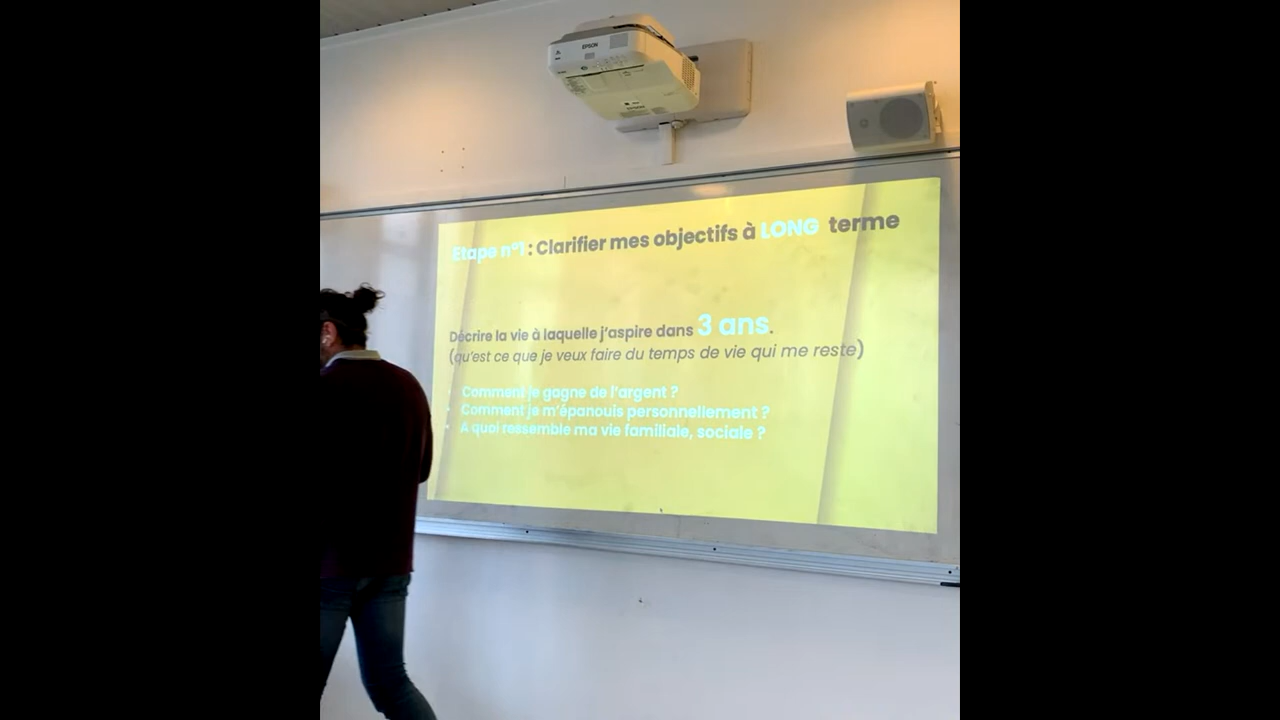 EPSON
Etape n°1 : Clarifier mes objectifs à LONG terme
Décrire la vie à laquelle j'aspire dans 3 ans.
(qu'est ce que je veux faire du temps de vie qui me reste)
• Comment je gagne de l'argent ?
• Comment je m'épanouis personnellement ?
• A quoi ressemble ma vie familiale, sociale ?